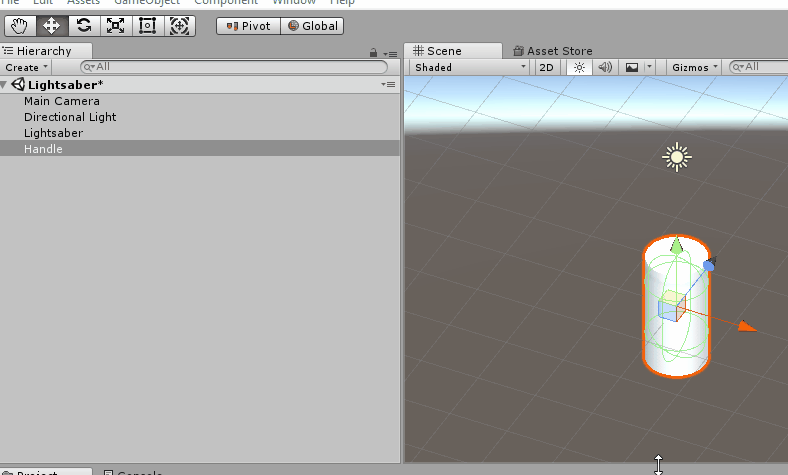 File Edit Assets GameObject Component Window Help
Pivot Global
Hierarchy
Create All
Lightsaber*
Main Camera
Directional Light
Lightsaber
Handle
Scene Asset Store
Shaded 2D Gizmos All
Project Console